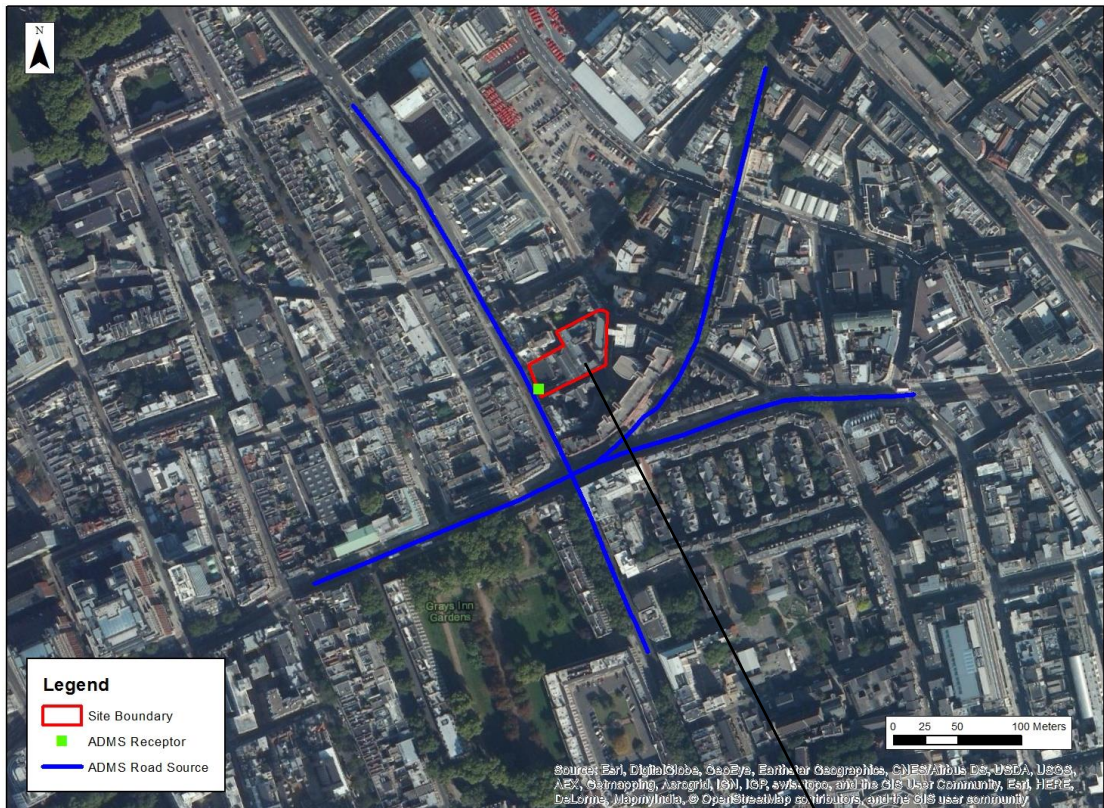 N
Grays Inn
Gardens
Legend
Site Boundary
ADMS Receptor
ADMS Road Source
0 25 50 100 Meters
Source: Esri, DigitalGlobe, GeoEye, Earthstar Geographics, CNES/Airbus DS, USDA, USGS,
AEX, Getmapping, Aerogrid, IGN, IGP, swisstopo, and the GIS User Community, Esri, HERE,
DeLorme, MapmyIndia, © OpenStreetMap contributors, and the GIS user community